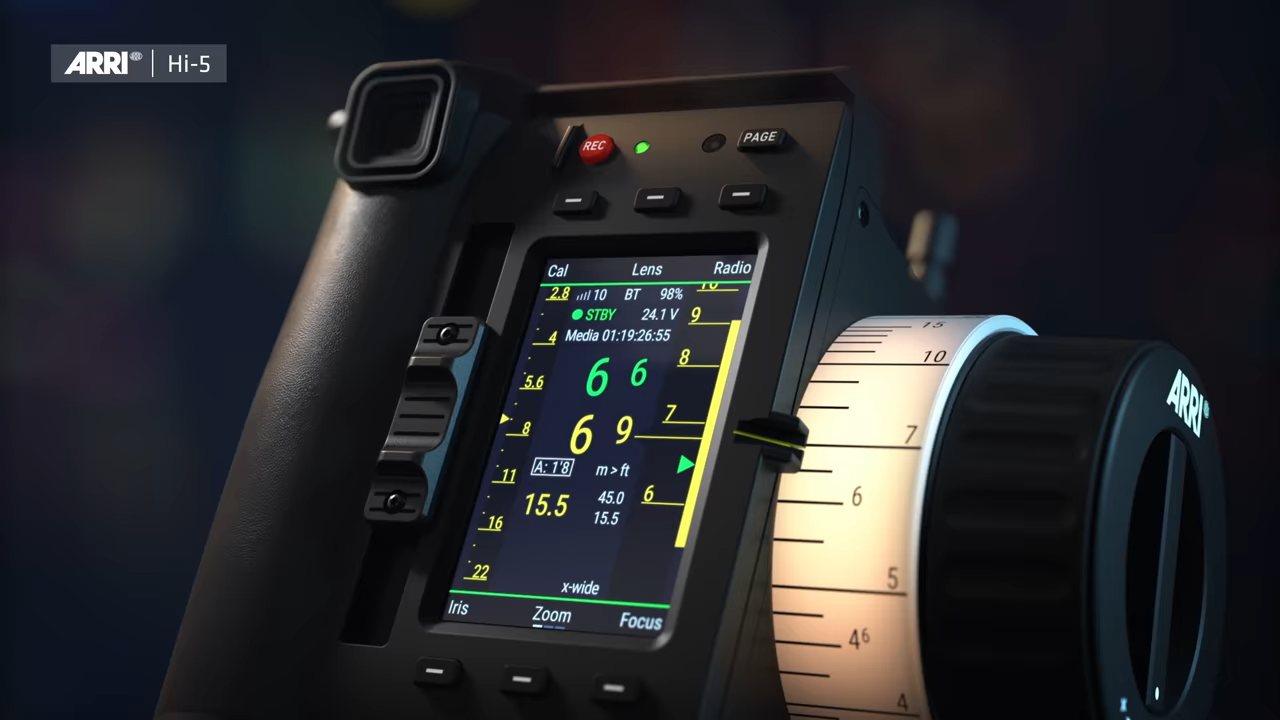 ARRI | Hi-5
REC
PAGE
Cal Lens Radio
2.8 10 BT 98% 10
STBY 24.1 V 9
4 Media 01:19:26:55
8
5.6 6 6
7
8 6 9
A: 1'8 m > ft
11 45.0 6
15.5 15.5
16
22 x-wide
Iris Zoom Focus
15
10
7
6
5
4⁶
4
ARRI